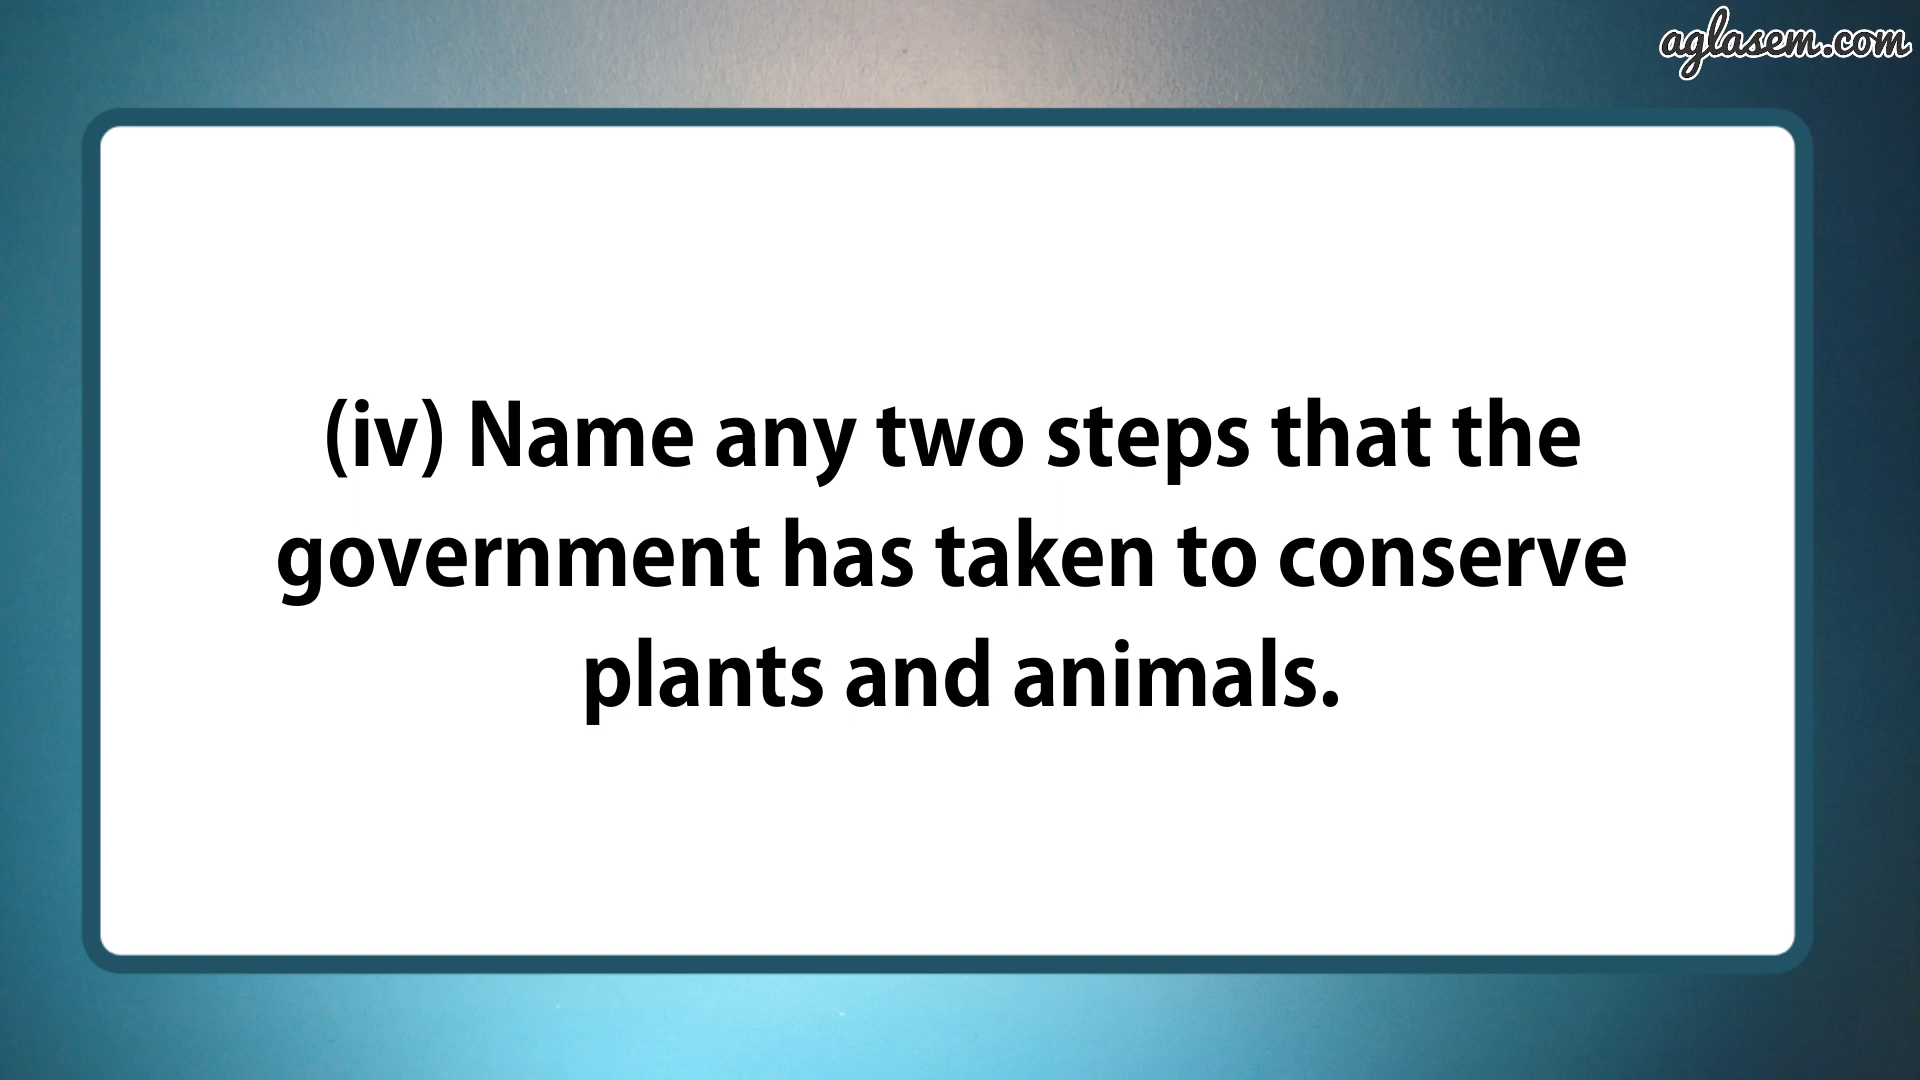 aglasem.com
(iv) Name any two steps that the
government has taken to conserve
plants and animals.